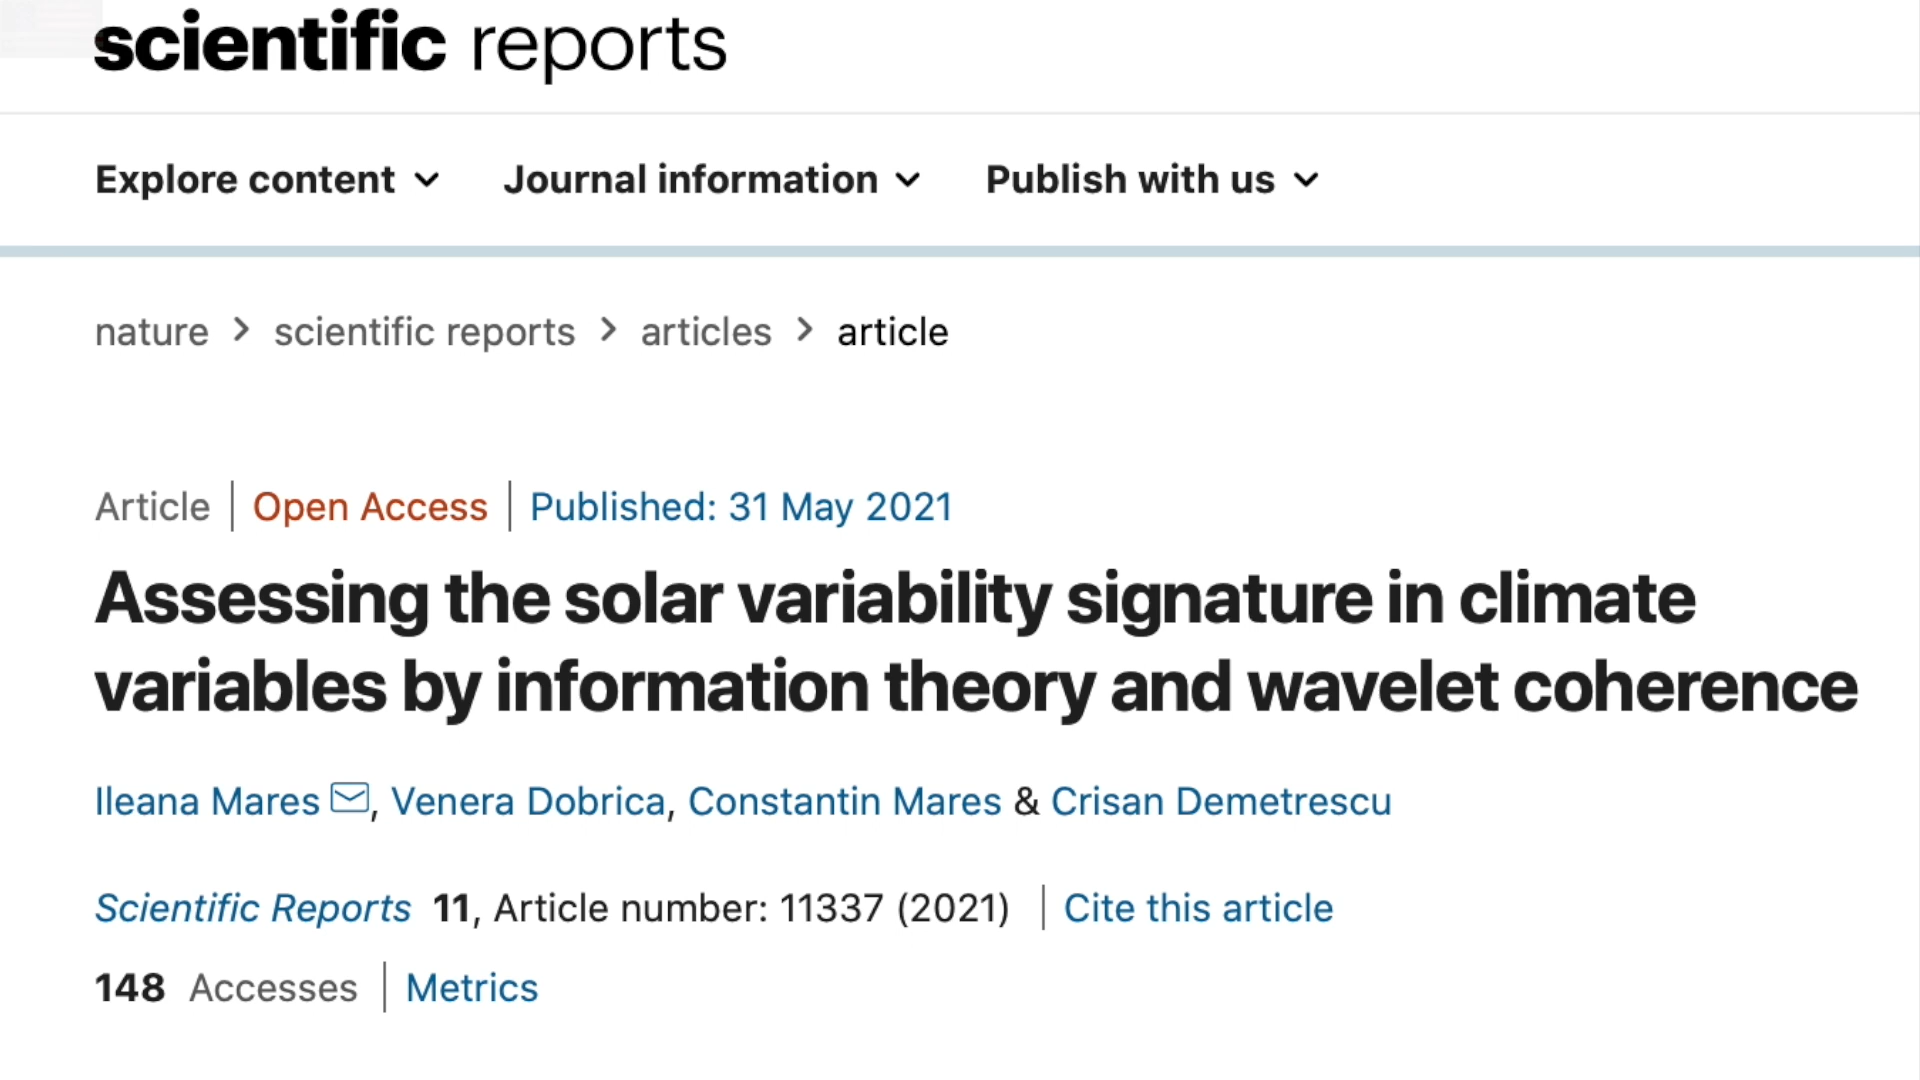 scientific reports
Explore content Journal information Publish with us
nature > scientific reports > articles > article
Article | Open Access | Published: 31 May 2021
Assessing the solar variability signature in climate
variables by information theory and wavelet coherence
Ileana Mares, Venera Dobrica, Constantin Mares & Crisan Demetrescu
Scientific Reports 11, Article number: 11337 (2021) | Cite this article
148 Accesses | Metrics